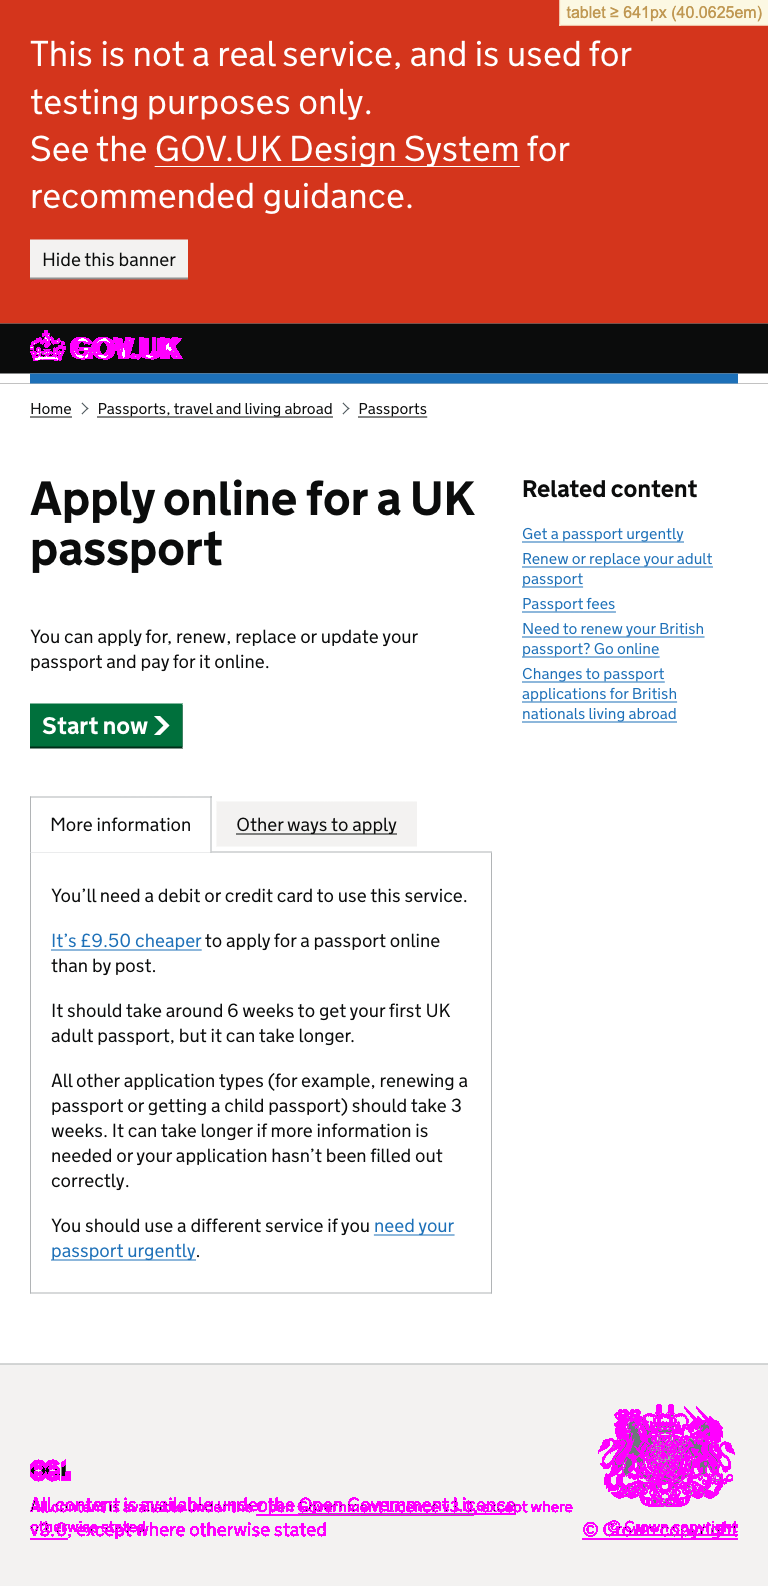 tablet ≥ 641px (40.0625em)
This is not a real service, and is used for
testing purposes only.
See the GOV.UK Design System for
recommended guidance.
Hide this banner
GOV.UK
Home > Passports, travel and living abroad > Passports
Apply online for a UK
passport
You can apply for, renew, replace or update your
passport and pay for it online.
Start now
Related content
Get a passport urgently
Renew or replace your adult
passport
Passport fees
Need to renew your British
passport? Go online
Changes to passport
applications for British
nationals living abroad
More information
Other ways to apply
You’ll need a debit or credit card to use this service.
It’s £9.50 cheaper to apply for a passport online
than by post.
It should take around 6 weeks to get your first UK
adult passport, but it can take longer.
All other application types (for example, renewing a
passport or getting a child passport) should take 3
weeks. It can take longer if more information is
needed or your application hasn’t been filled out
correctly.
You should use a different service if you need your
passport urgently.
OGL
All content is available under the Open Government Licence
v3.0, except where otherwise stated
© Crown copyright